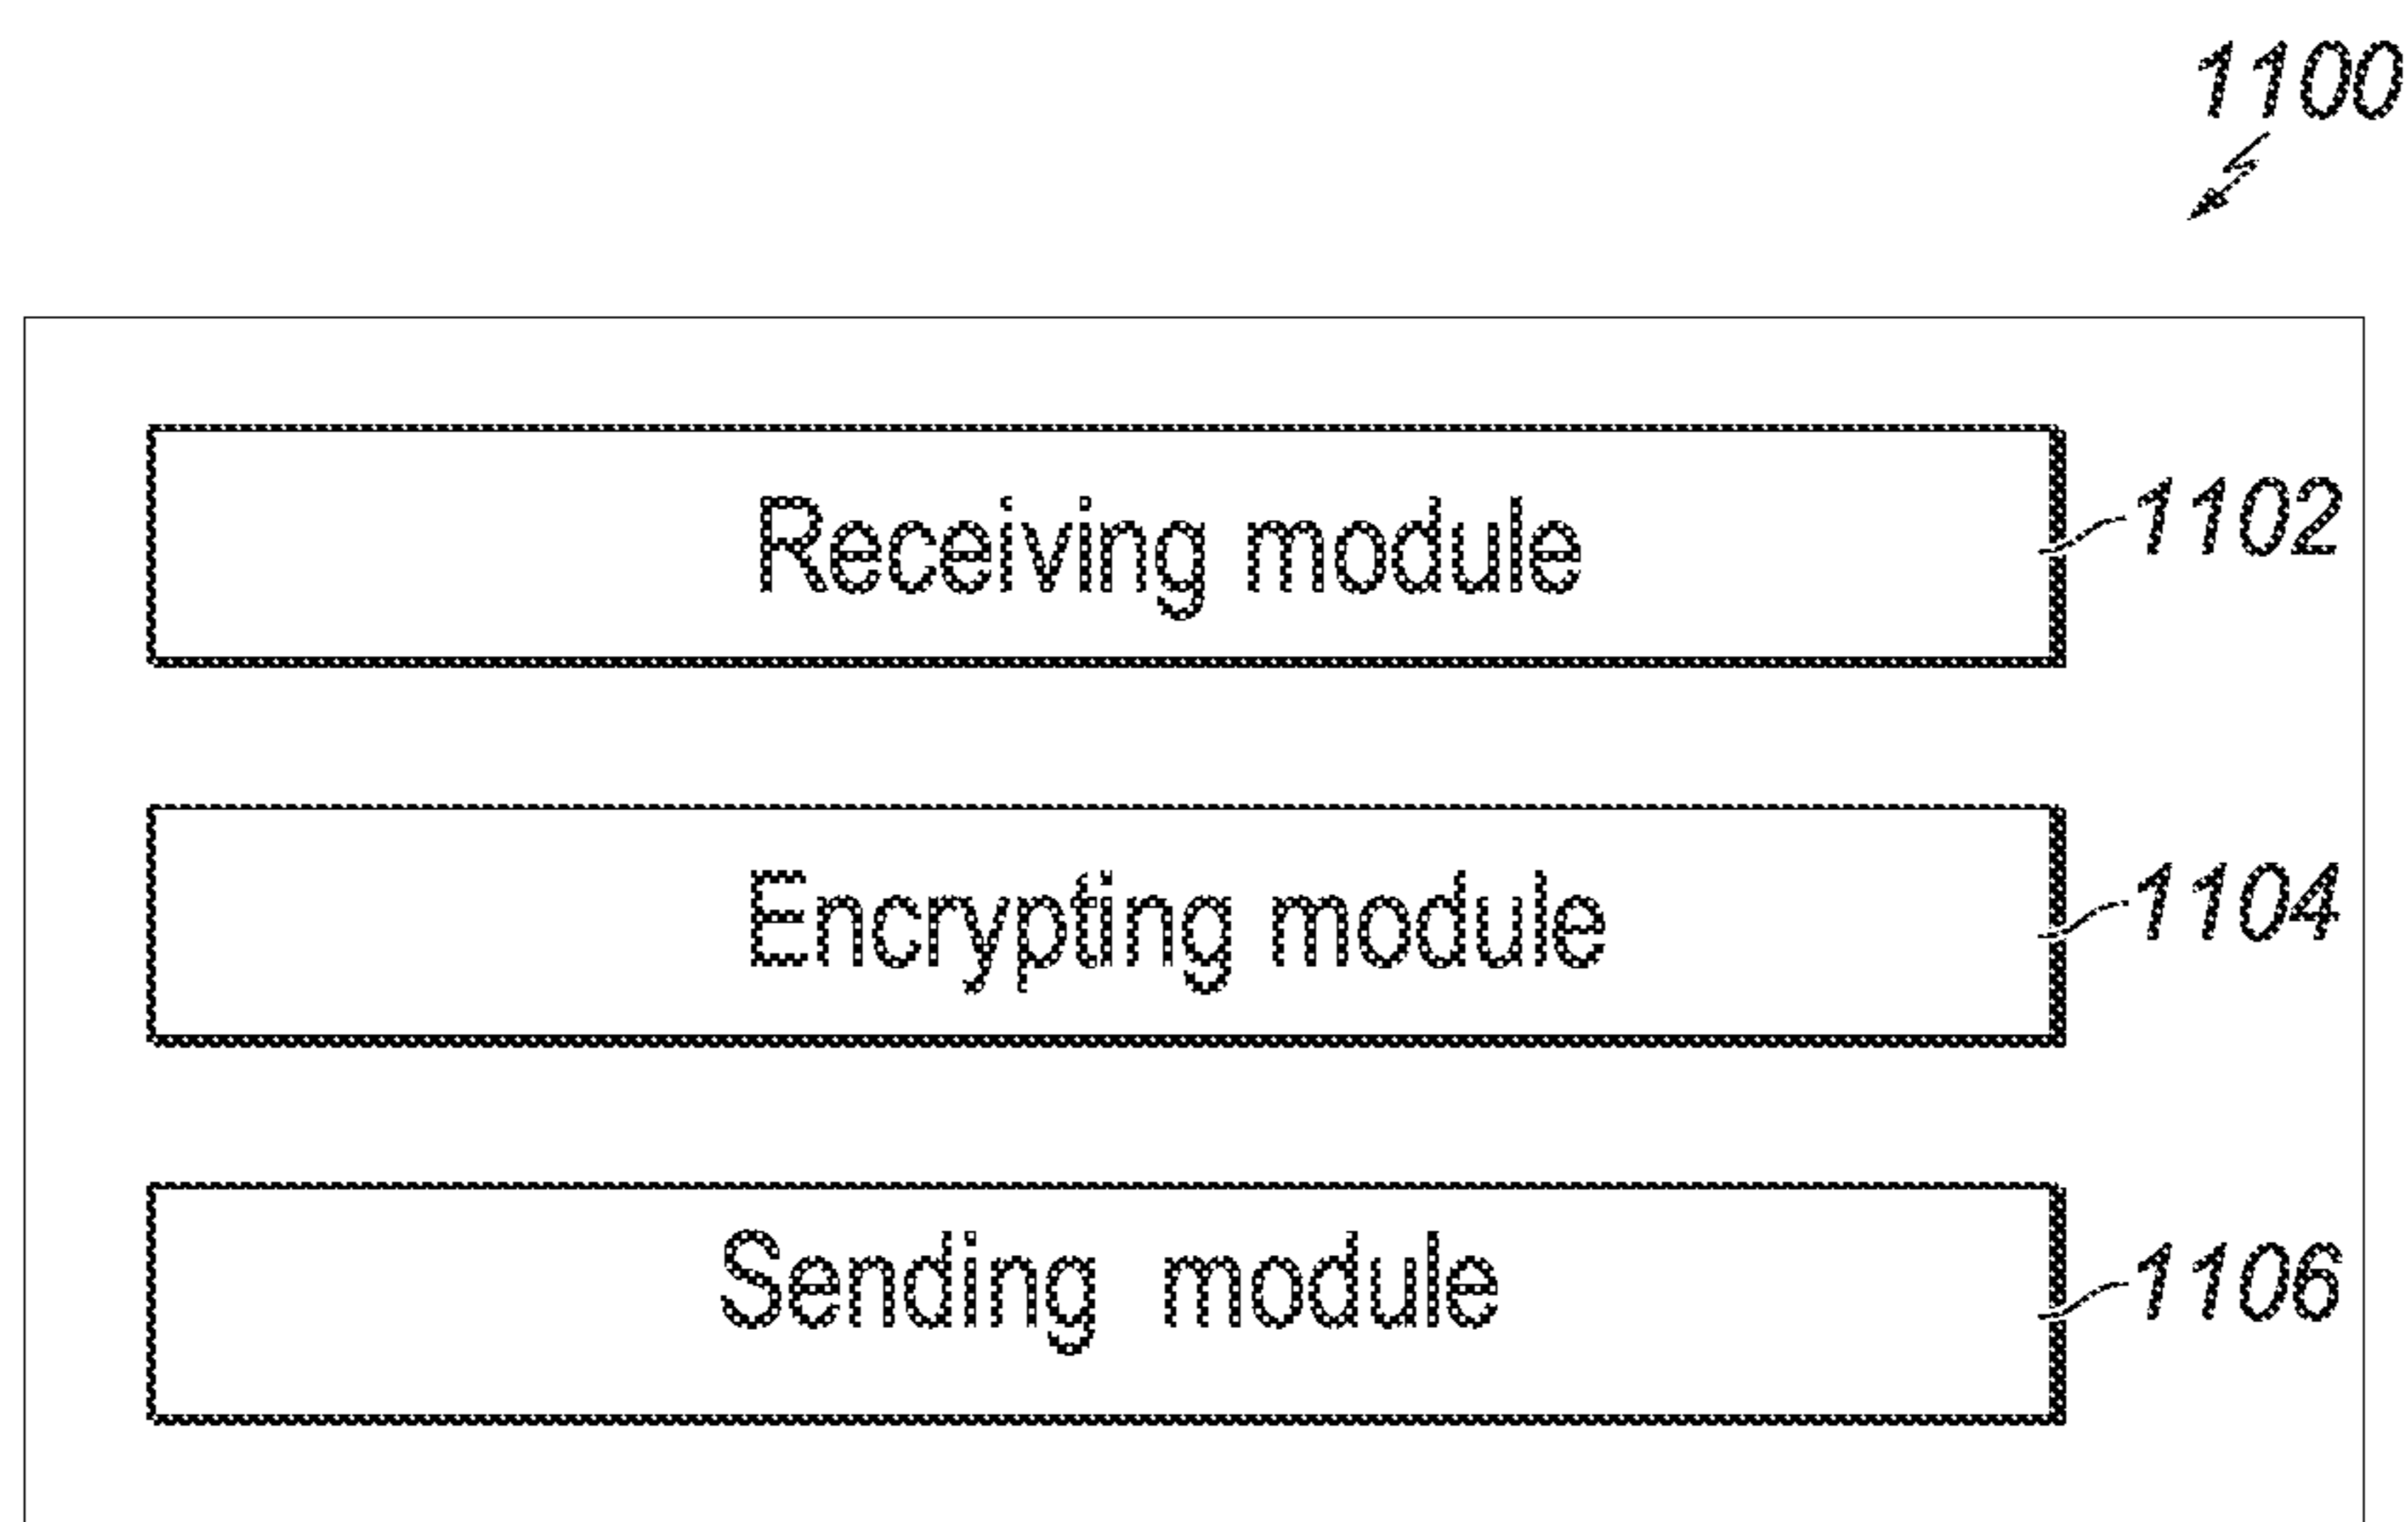 1100
Receiving module
1102
Encrypting module
1104
Sending module
1106